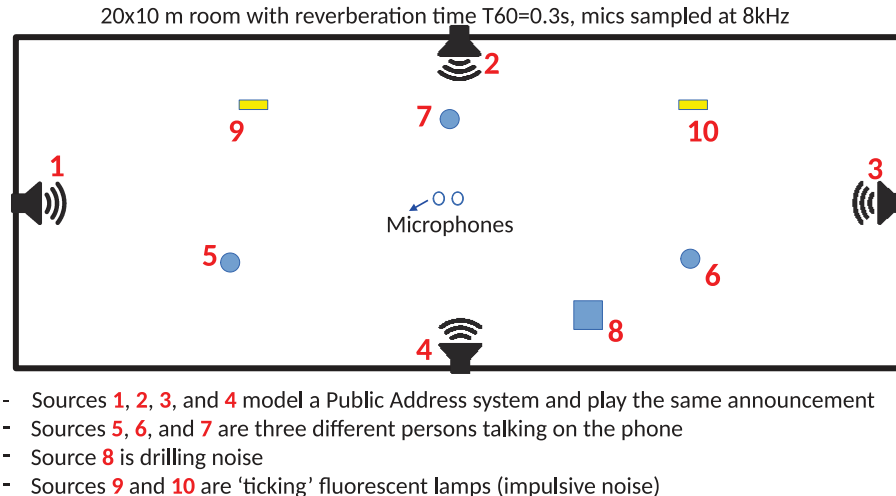 20x10 m room with reverberation time T60=0.3s, mics sampled at 8kHz
2
7
9
10
1
3
Microphones
5
6
8
4
- Sources 1, 2, 3, and 4 model a Public Address system and play the same announcement
- Sources 5, 6, and 7 are three different persons talking on the phone
- Source 8 is drilling noise
- Sources 9 and 10 are ‘ticking’ fluorescent lamps (impulsive noise)